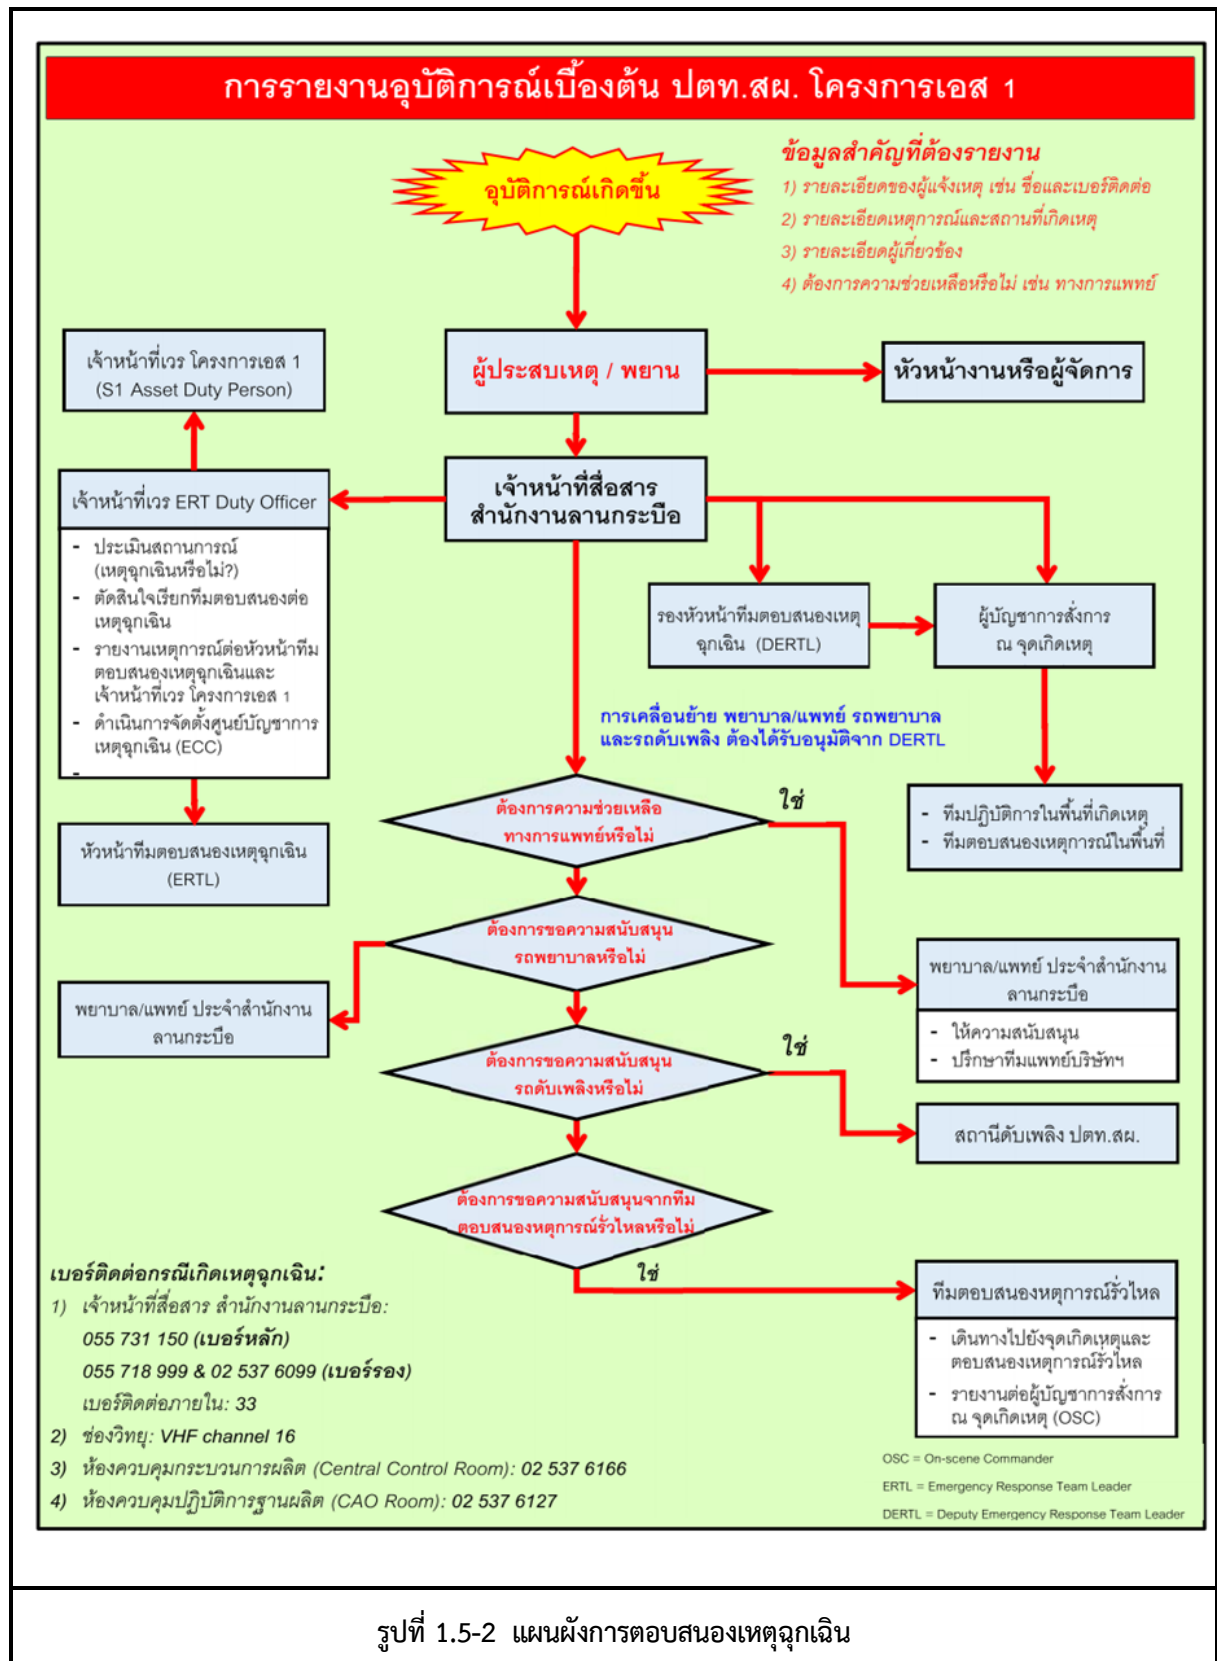 การรายงานอุบัติการณ์เบื้องต้น ปตท.สผ. โครงการเอส 1
อุบัติการณ์เกิดขึ้น
ข้อมูลสำคัญที่ต้องรายงาน
1) รายละเอียดของผู้แจ้งเหตุ เช่น ชื่อและเบอร์ติดต่อ
2) รายละเอียดเหตุการณ์และสถานที่เกิดเหตุ
3) รายละเอียดผู้เกี่ยวข้อง
4) ต้องการความช่วยเหลือหรือไม่ เช่น ทางการแพทย์
เจ้าหน้าที่เวร โครงการเอส 1
(S1 Asset Duty Person)
ผู้ประสบเหตุ / พยาน
หัวหน้างานหรือผู้จัดการ
เจ้าหน้าที่เวร ERT Duty Officer
- ประเมินสถานการณ์
(เหตุฉุกเฉินหรือไม่?)
- ตัดสินใจเรียกทีมตอบสนองต่อ
เหตุฉุกเฉิน
- รายงานเหตุการณ์ต่อหัวหน้าทีม
ตอบสนองเหตุฉุกเฉินและ
เจ้าหน้าที่เวร โครงการเอส 1
- ดำเนินการจัดตั้งศูนย์บัญชาการ
เหตุฉุกเฉิน (ECC)
-
เจ้าหน้าที่สื่อสาร
สำนักงานลานกระบือ
รองหัวหน้าทีมตอบสนองเหตุ
ฉุกเฉิน (DERTL)
ผู้บัญชาการสั่งการ
ณ จุดเกิดเหตุ
การเคลื่อนย้าย พยาบาล/แพทย์ รถพยาบาล
และรถดับเพลิง ต้องได้รับอนุมัติจาก DERTL
ต้องการความช่วยเหลือ
ทางการแพทย์หรือไม่
ใช่
- ทีมปฏิบัติการในพื้นที่เกิดเหตุ
- ทีมตอบสนองเหตุการณ์ในพื้นที่
หัวหน้าทีมตอบสนองเหตุฉุกเฉิน
(ERTL)
ต้องการขอความสนับสนุน
รถพยาบาลหรือไม่
พยาบาล/แพทย์ ประจำสำนักงาน
ลานกระบือ
- ให้ความสนับสนุน
- ปรึกษาทีมแพทย์บริษัทฯ
พยาบาล/แพทย์ ประจำสำนักงาน
ลานกระบือ
ต้องการขอความสนับสนุน
รถดับเพลิงหรือไม่
ใช่
สถานีดับเพลิง ปตท.สผ.
ต้องการขอความสนับสนุนจากทีม
ตอบสนองหตุการณ์รั่วไหลหรือไม่
ใช่
ทีมตอบสนองหตุการณ์รั่วไหล
- เดินทางไปยังจุดเกิดเหตุและ
ตอบสนองเหตุการณ์รั่วไหล
- รายงานต่อผู้บัญชาการสั่งการ
ณ จุดเกิดเหตุ (OSC)
เบอร์ติดต่อกรณีเกิดเหตุฉุกเฉิน:
1) เจ้าหน้าที่สื่อสาร สำนักงานลานกระบือ:
055 731 150 (เบอร์หลัก)
055 718 999 & 02 537 6099 (เบอร์รอง)
เบอร์ติดต่อภายใน: 33
2) ช่องวิทยุ: VHF channel 16
3) ห้องควบคุมกระบวนการผลิต (Central Control Room): 02 537 6166
4) ห้องควบคุมปฏิบัติการฐานผลิต (CAO Room): 02 537 6127
OSC = On-scene Commander
ERTL = Emergency Response Team Leader
DERTL = Deputy Emergency Response Team Leader
รูปที่ 1.5-2 แผนผังการตอบสนองเหตุฉุกเฉิน